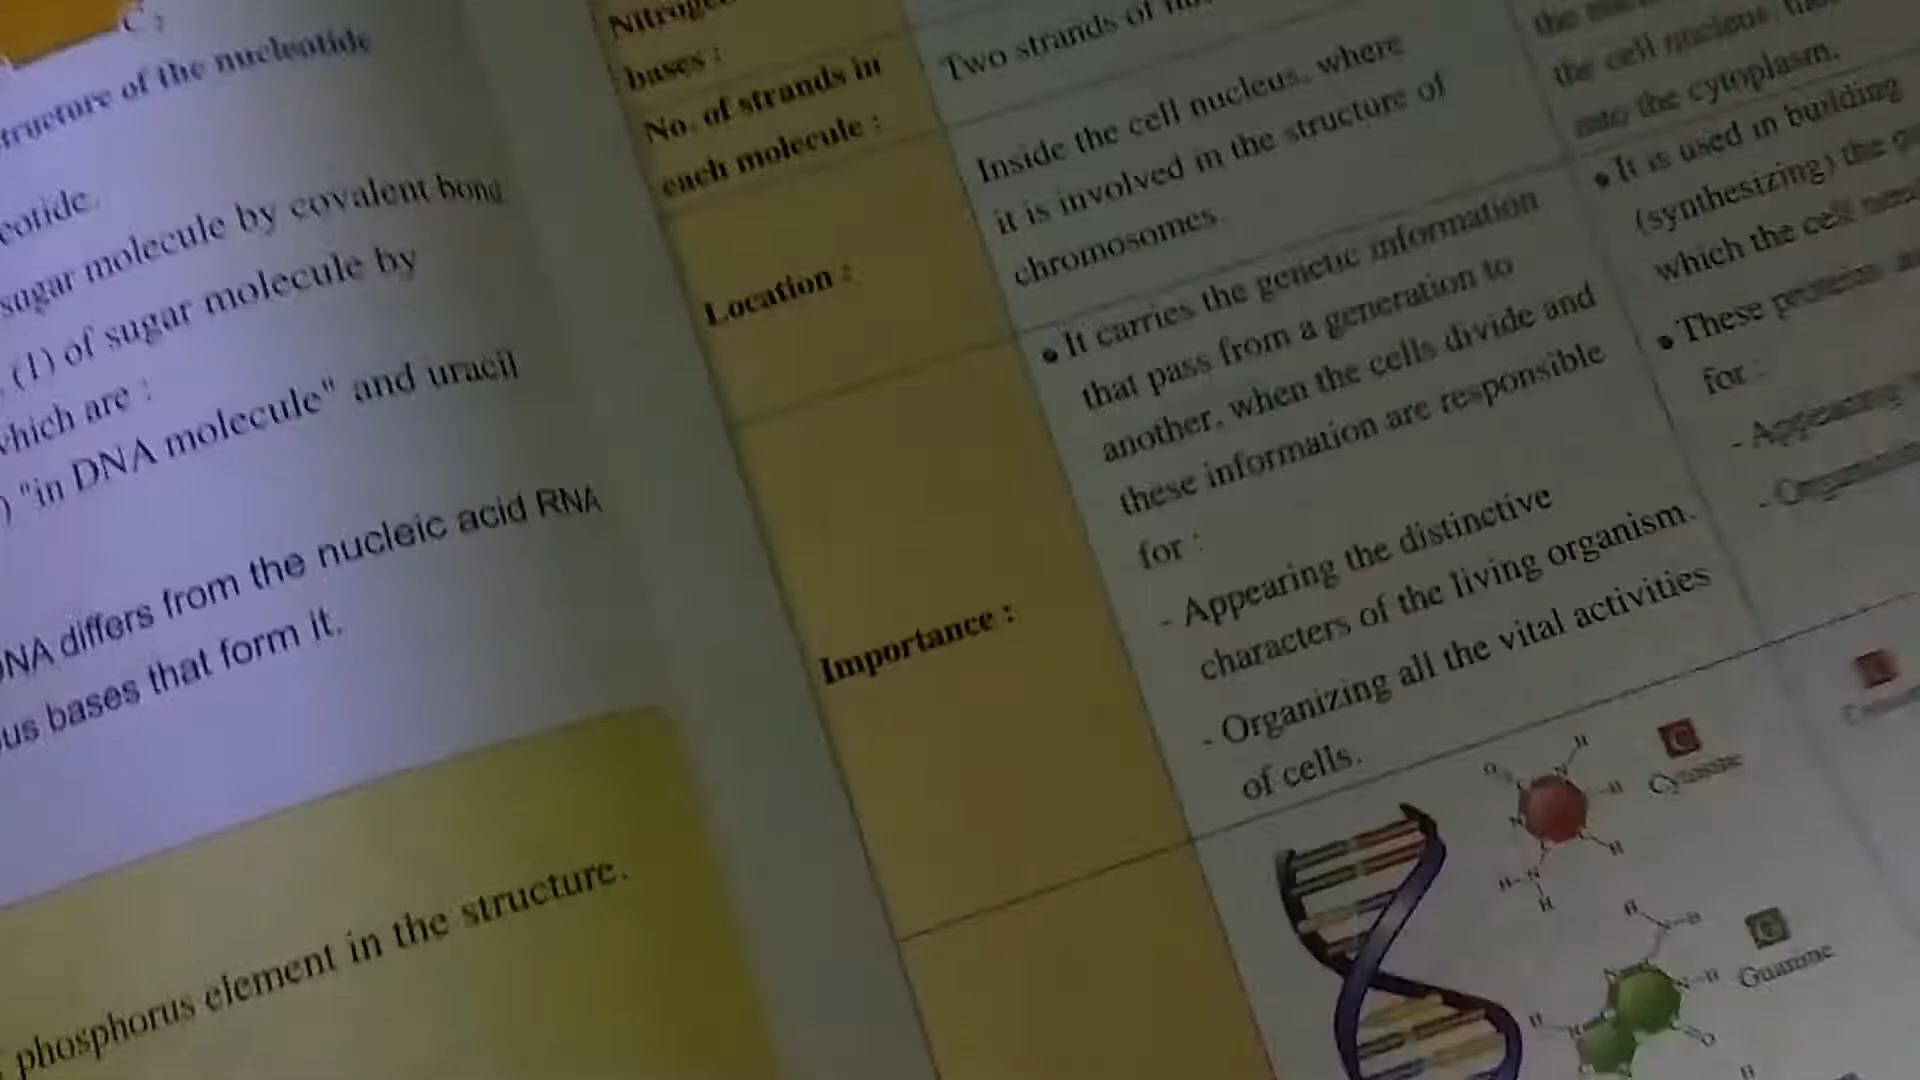 tructure of the nucleotide
eotide.
sugar molecule by covalent bond
(1) of sugar molecule by
which are :
) "in DNA molecule" and uracil
DNA differs from the nucleic acid RNA
us bases that form it.
phosphorus element in the structure.
bases :
No. of strands in
each molecule :
Location :
Importance :
Two strands of
Inside the cell nucleus, where
it is involved in the structure of
chromosomes.
• It carries the genetic information
that pass from a generation to
another, when the cells divide and
these information are responsible
for :
- Appearing the distinctive
characters of the living organism.
- Organizing all the vital activities
of cells.
C
Cytosine
Guanine
the cell nucleus
into the cytoplasm.
• It is used in building
(synthesizing) the
which the cell
• These proteins
for :
- Appearing